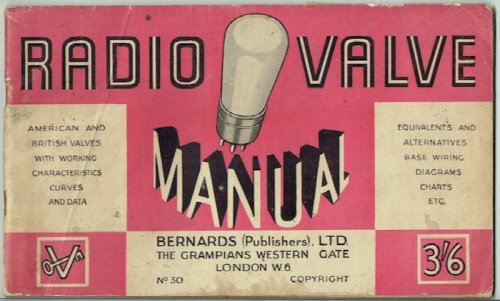 RADIO VALVE
MANUAL
AMERICAN AND
BRITISH VALVES
WITH WORKING
CHARACTERISTICS
CURVES
AND DATA
EQUIVALENTS AND
ALTERNATIVES
BASE WIRING
DIAGRAMS
CHARTS
ETC.
BERNARDS (Publishers). LTD.
THE GRAMPIANS WESTERN GATE
LONDON W.6.
No 30 COPYRIGHT
3/6